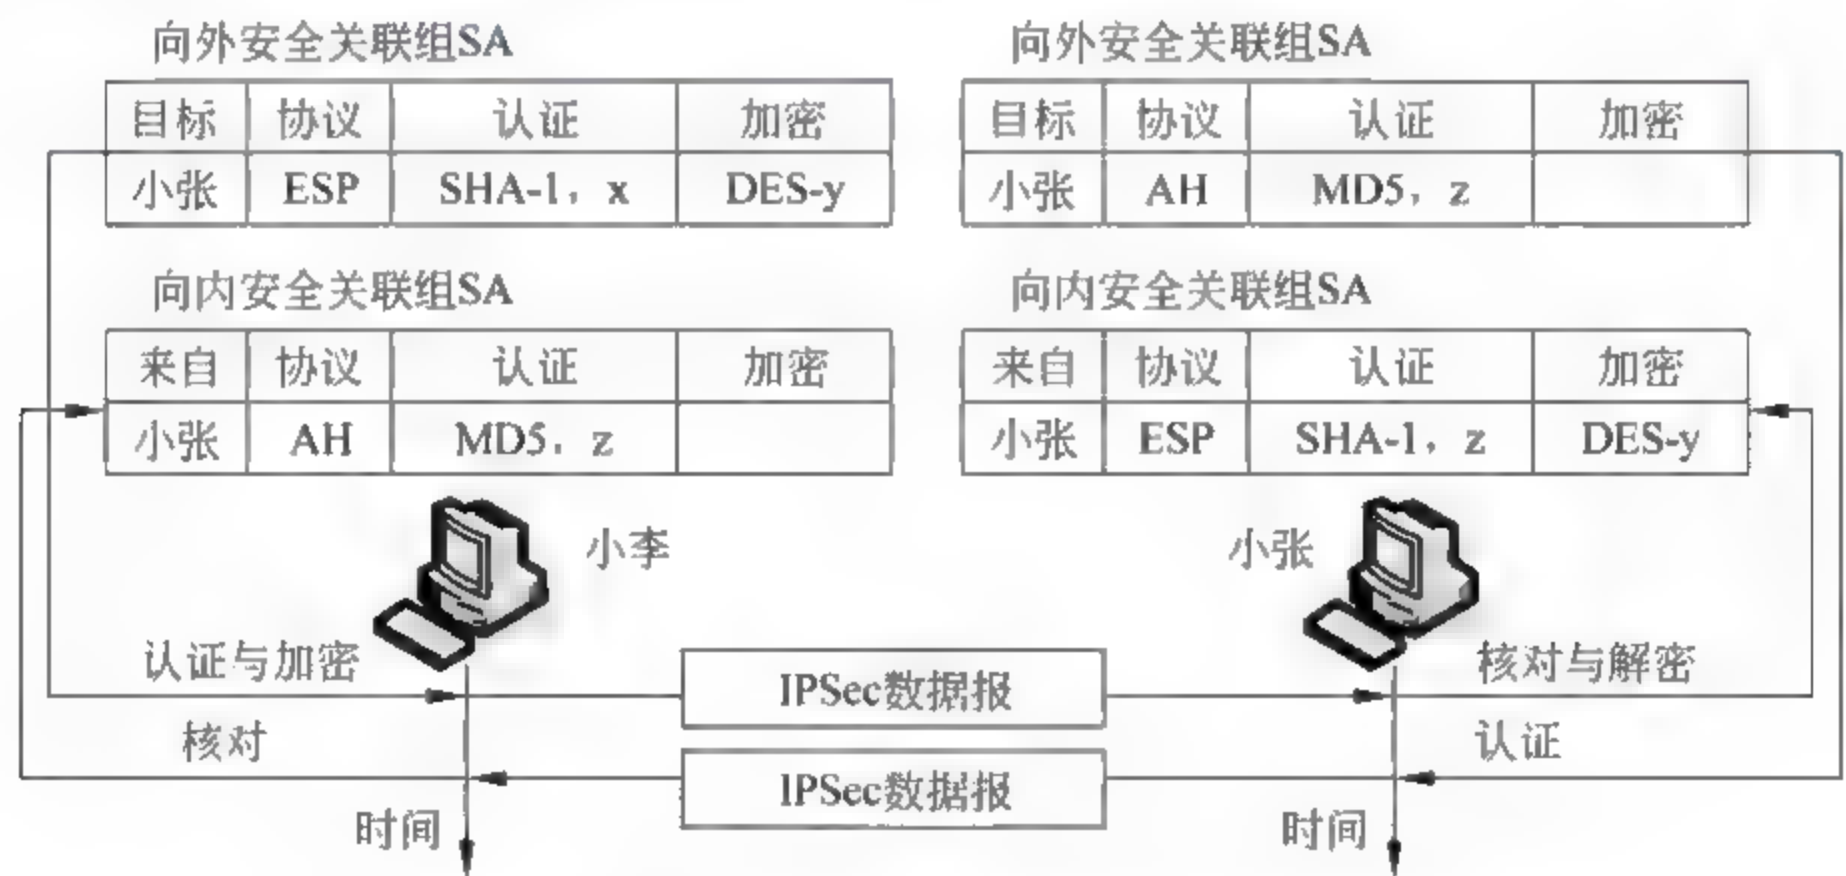 向外安全关联组SA 向外安全关联组SA
目标 协议 认证 加密 目标 协议 认证 加密
小张 ESP SHA-1，x DES-y 小张 AH MD5，z
向内安全关联组SA 向内安全关联组SA
来自 协议 认证 加密 来自 协议 认证 加密
小张 AH MD5，z 小张 ESP SHA-1，z DES-y
小李 小张
认证与加密 IPSec数据报 核对与解密
核对 IPSec数据报 认证
时间 时间